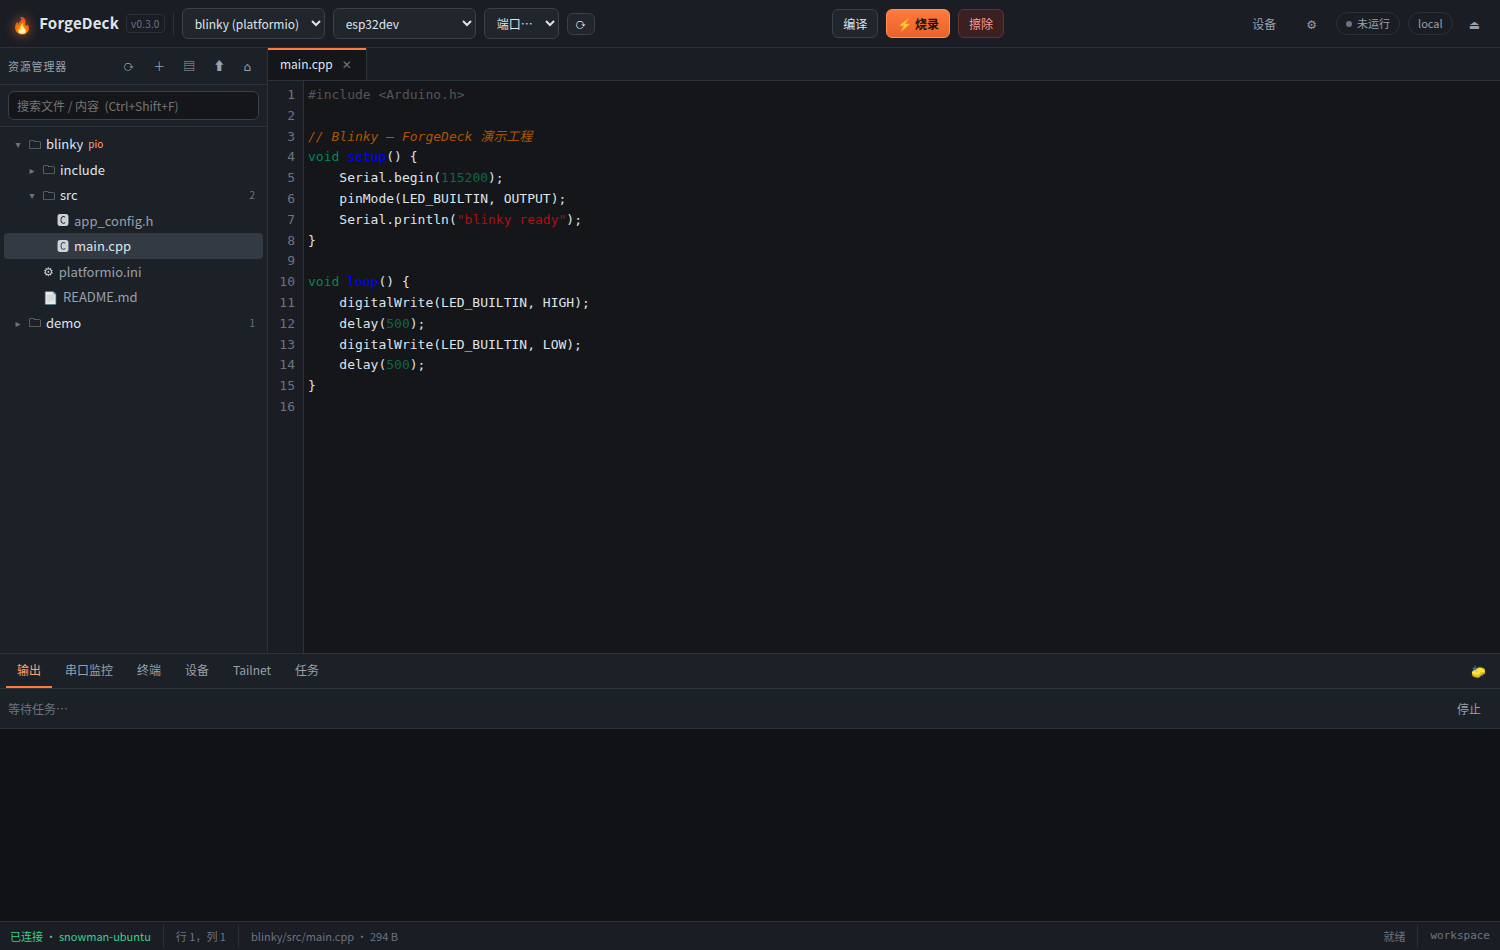 ForgeDeck v0.3.0 blinky (platformio) esp32dev 端口… 编译 ⚡烧录 擦除 设备 未运行 local
资源管理器
main.cpp ×
搜索文件 / 内容 (Ctrl+Shift+F)
blinky pio
include
src 2
C app_config.h
C main.cpp
platformio.ini
README.md
demo 1
1 #include <Arduino.h>
2
3 // Blinky — ForgeDeck 演示工程
4 void setup() {
5     Serial.begin(115200);
6     pinMode(LED_BUILTIN, OUTPUT);
7     Serial.println("blinky ready");
8 }
9
10 void loop() {
11     digitalWrite(LED_BUILTIN, HIGH);
12     delay(500);
13     digitalWrite(LED_BUILTIN, LOW);
14     delay(500);
15 }
16
输出 串口监控 终端 设备 Tailnet 任务
等待任务… 停止
已连接 · snowman-ubuntu 行 1，列 1 blinky/src/main.cpp · 294 B 就绪 workspace